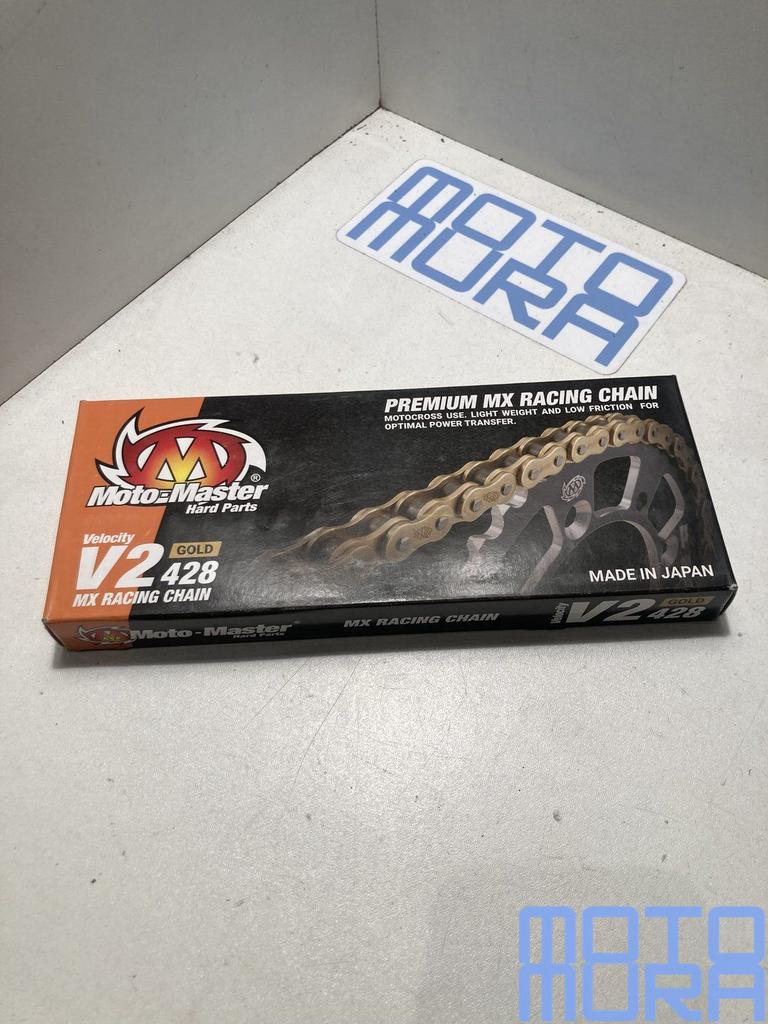 MOTO
MORA
PREMIUM MX RACING CHAIN
MOTOCROSS USE. LIGHT WEIGHT AND LOW FRICTION FOR
OPTIMAL POWER TRANSFER.
M
Moto-Master®
Hard Parts
Velocity
V2 GOLD 428
MX RACING CHAIN
M
MADE IN JAPAN
Moto-Master®
Hard Parts
MX RACING CHAIN
Velocity V2 GOLD 428
MOTO
MORA